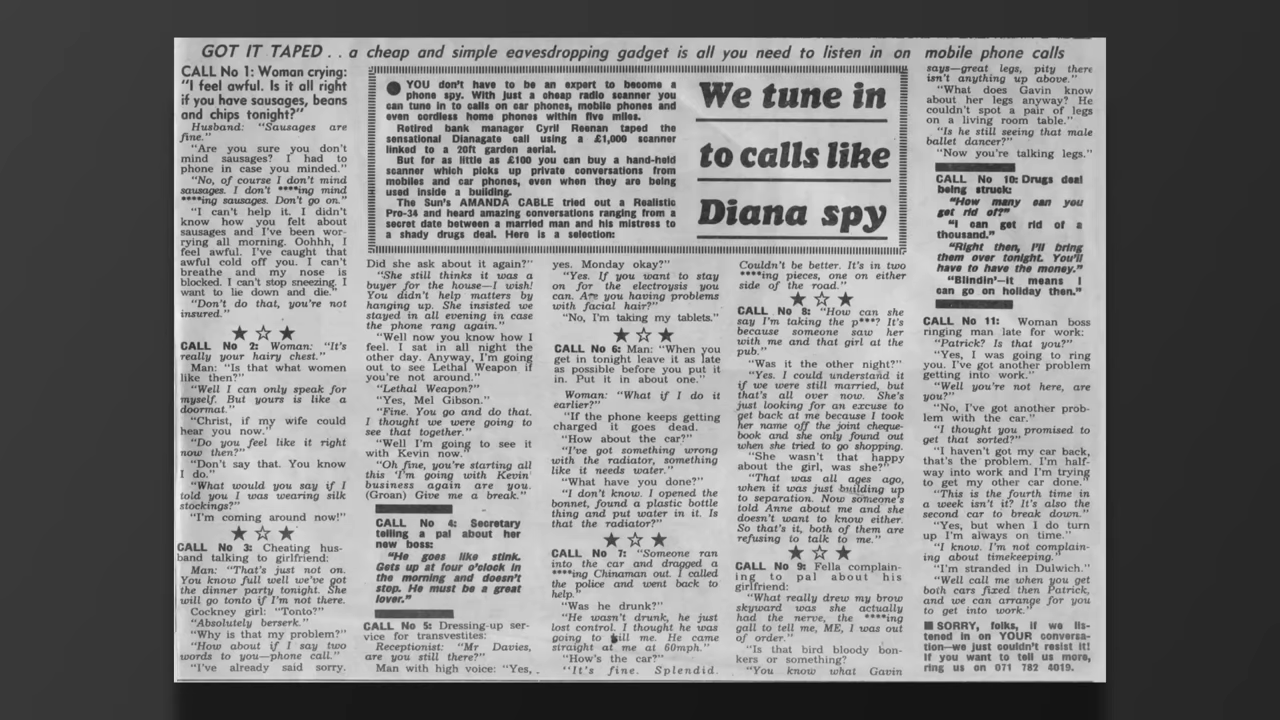 GOT IT TAPED . . a cheap and simple eavesdropping gadget is all you need to listen in on mobile phone calls
CALL No 1: Woman crying:
"I feel awful. Is it all right
if you have sausages, beans
and chips tonight?"
Husband: "Sausages are
fine."
"Are you sure you don't
mind sausages? I had to
phone in case you minded."
"No, of course I don't mind
sausages. I don't ****ing mind
****ing sausages. Don't go on."
"I can't help it. I didn't
know how you felt about
sausages and I've been wor-
rying all morning. Oohhh, I
feel awful. I've caught that
awful cold off you. I can't
breathe and my nose is
blocked. I can't stop sneezing. I
want to lie down and die."
"Don't do that, you're not
insured."
CALL No 2: Woman: "It's
really your hairy chest."
Man: "Is that what women
like then?"
"Well I can only speak for
myself. But yours is like a
doormat."
"Christ, if my wife could
hear you now."
"Do you feel like it right
now then?"
"Don't say that. You know
I do."
"What would you say if I
told you I was wearing silk
stockings?"
"I'm coming around now!"
CALL No 3: Cheating hus-
band talking to girlfriend:
Man: "That's just not on.
You know full well we've got
the dinner party tonight. She
will go tonto if I'm not there.
Cockney girl: "Tonto?"
"Absolutely berserk."
"Why is that my problem?"
"How about if I say two
words to you—phone call."
"I've already said sorry.
● YOU don't have to be an expert to become a
phone spy. With just a cheap radio scanner you
can tune in to calls on car phones, mobile phones and
even cordless home phones within five miles.
Retired bank manager Cyril Reenan taped the
sensational Dianagate call using a £1,000 scanner
linked to a 20ft garden aerial.
But for as little as £100 you can buy a hand-held
scanner which picks up private conversations from
mobiles and car phones, even when they are being
used inside a building.
The Sun's AMANDA CABLE tried out a Realistic
Pro-34 and heard amazing conversations ranging from a
secret date between a married man and his mistress to
a shady drugs deal. Here is a selection:
We tune in
to calls like
Diana spy
Did she ask about it again?"
"She still thinks it was a
buyer for the house—I wish!
You didn't help matters by
hanging up. She insisted we
stayed in all evening in case
the phone rang again."
"Well now you know how I
feel. I sat in all night the
other day. Anyway, I'm going
out to see Lethal Weapon if
you're not around."
"Lethal Weapon?"
"Yes, Mel Gibson."
"Fine. You go and do that.
I thought we were going to
see that together."
"Well I'm going to see it
with Kevin now."
"Oh fine, you're starting all
this 'I'm going with Kevin'
business again are you.
(Groan) Give me a break."
CALL No 4: Secretary
telling a pal about her
new boss:
"He goes like stink.
Gets up at four o'clock in
the morning and doesn't
stop. He must be a great
lover."
CALL No 5: Dressing-up ser-
vice for transvestites:
Receptionist: "Mr Davies,
are you still there?"
Man with high voice: "Yes,
yes. Monday okay?"
"Yes. If you want to stay
on for the electroysis you
can. Are you having problems
with facial hair?"
"No, I'm taking my tablets."
CALL No 6: Man: "When you
get in tonight leave it as late
as possible before you put it
in. Put it in about one."
Woman: "What if I do it
earlier?"
"If the phone keeps getting
charged it goes dead."
"How about the car?"
"I've got something wrong
with the radiator, something
like it needs water."
"What have you done?"
"I don't know. I opened the
bonnet, found a plastic bottle
thing and put water in it. Is
that the radiator?"
CALL No 7: "Someone ran
into the car and dragged a
****ing Chinaman out. I called
the police and went back to
help."
"Was he drunk?"
"He wasn't drunk, he just
lost control. I thought he was
going to kill me. He came
straight at me at 60mph."
"How's the car?"
"It's fine. Splendid.
Couldn't be better. It's in two
****ing pieces, one on either
side of the road."
CALL No 8: "How can she
say I'm taking the p***? It's
because someone saw her
with me and that girl at the
pub."
"Was it the other night?"
"Yes. I could understand it
if we were still married, but
that's all over now. She's
just looking for an excuse to
get back at me because I took
her name off the joint cheque-
book and she only found out
when she tried to go shopping.
"She wasn't that happy
about the girl, was she?"
"That was all ages ago,
when it was just building up
to separation. Now someone's
told Anne about me and she
doesn't want to know either.
So that's it, both of them are
refusing to talk to me."
CALL No 9: Fella complain-
ing to pal about his
girlfriend:
"What really drew my brow
skyward was she actually
had the nerve, the ****ing
gall to tell me, ME, I was out
of order."
"Is that bird bloody bon-
kers or something?
"You know what Gavin
says—great legs, pity there
isn't anything up above."
"What does Gavin know
about her legs anyway? He
couldn't spot a pair of legs
on a living room table."
"Is he still seeing that male
ballet dancer?"
"Now you're talking legs."
CALL No 10: Drugs deal
being struck:
"How many can you
get rid of?"
"I can get rid of a
thousand."
"Right then, I'll bring
them over tonight. You'll
have to have the money."
"Blindin'—it means I
can go on holiday then."
CALL No 11: Woman boss
ringing man late for work:
"Patrick? Is that you?"
"Yes, I was going to ring
you. I've got another problem
getting into work."
"Well you're not here, are
you?"
"No, I've got another prob-
lem with the car."
"I thought you promised to
get that sorted?"
"I haven't got my car back,
that's the problem. I'm half-
way into work and I'm trying
to get my other car done."
"This is the fourth time in
a week isn't it? It's also the
second car to break down."
"Yes, but when I do turn
up I'm always on time."
"I know. I'm not complain-
ing about timekeeping."
"I'm stranded in Dulwich."
"Well call me when you get
both cars fixed then Patrick,
and we can arrange for you
to get into work."
■ SORRY, folks, if we lis-
tened in on YOUR conversa-
tion—we just couldn't resist it!
If you want to tell us more,
ring us on 071 782 4019.